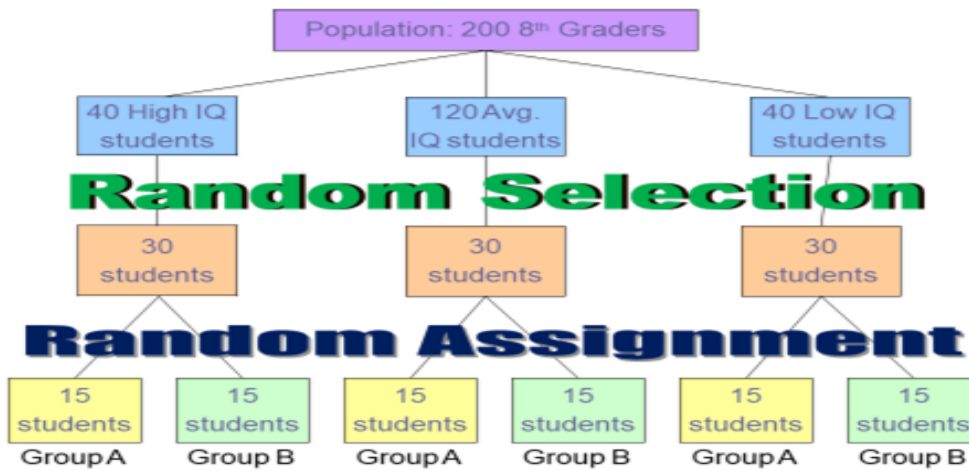 Population: 200 8th Graders
40 High IQ
students
120 Avg.
IQ students
40 Low IQ
students
Random Selection
30
students
30
students
30
students
Random Assignment
15
students
15
students
15
students
15
students
15
students
15
students
Group A
Group B
Group A
Group B
Group A
Group B